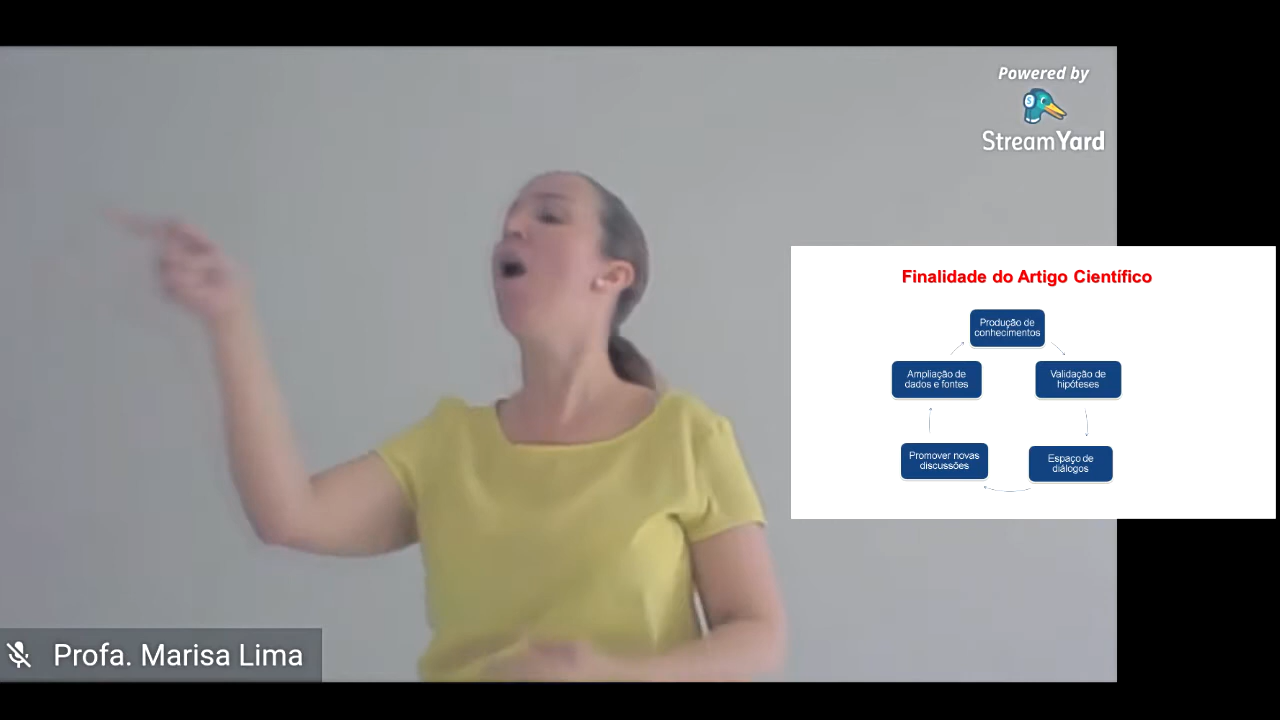 Powered by
StreamYard
Finalidade do Artigo Científico
Produção de
conhecimentos
Ampliação de
dados e fontes
Validação de
hipóteses
Promover novas
discussões
Espaço de
diálogos
Profa. Marisa Lima